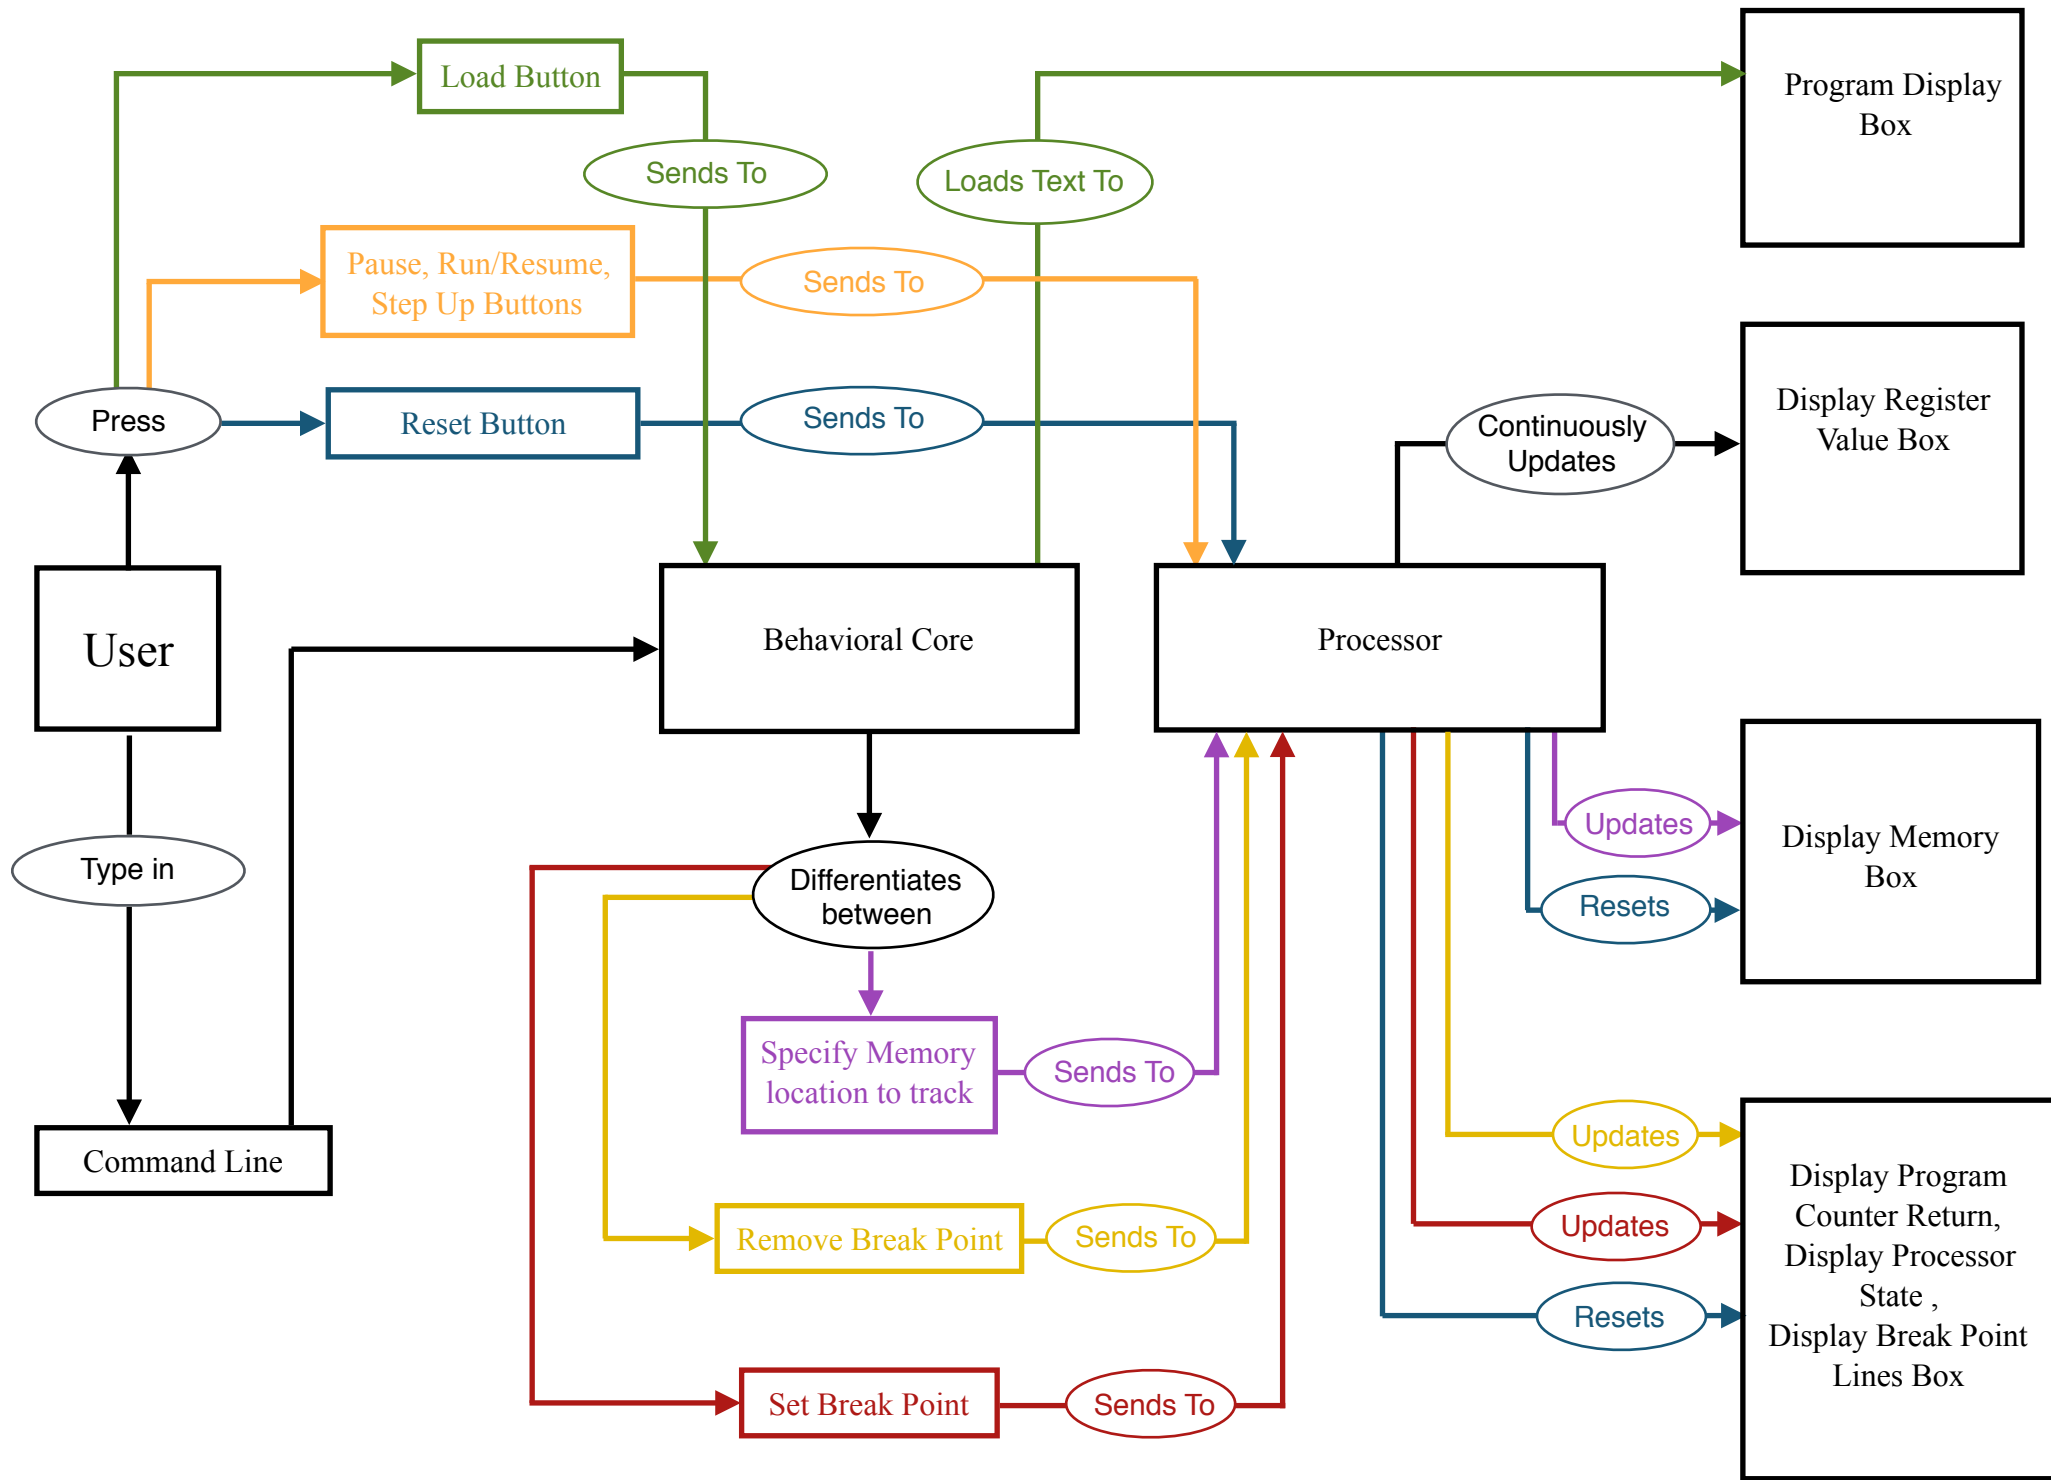 Load Button
Sends To
Loads Text To
Program Display
Box
Pause, Run/Resume,
Step Up Buttons
Sends To
Press
Reset Button
Sends To
Continuously
Updates
Display Register
Value Box
User
Behavioral Core
Processor
Type in
Differentiates
between
Updates
Resets
Display Memory
Box
Specify Memory
location to track
Sends To
Command Line
Remove Break Point
Sends To
Set Break Point
Sends To
Updates
Updates
Resets
Display Program
Counter Return,
Display Processor
State ,
Display Break Point
Lines Box